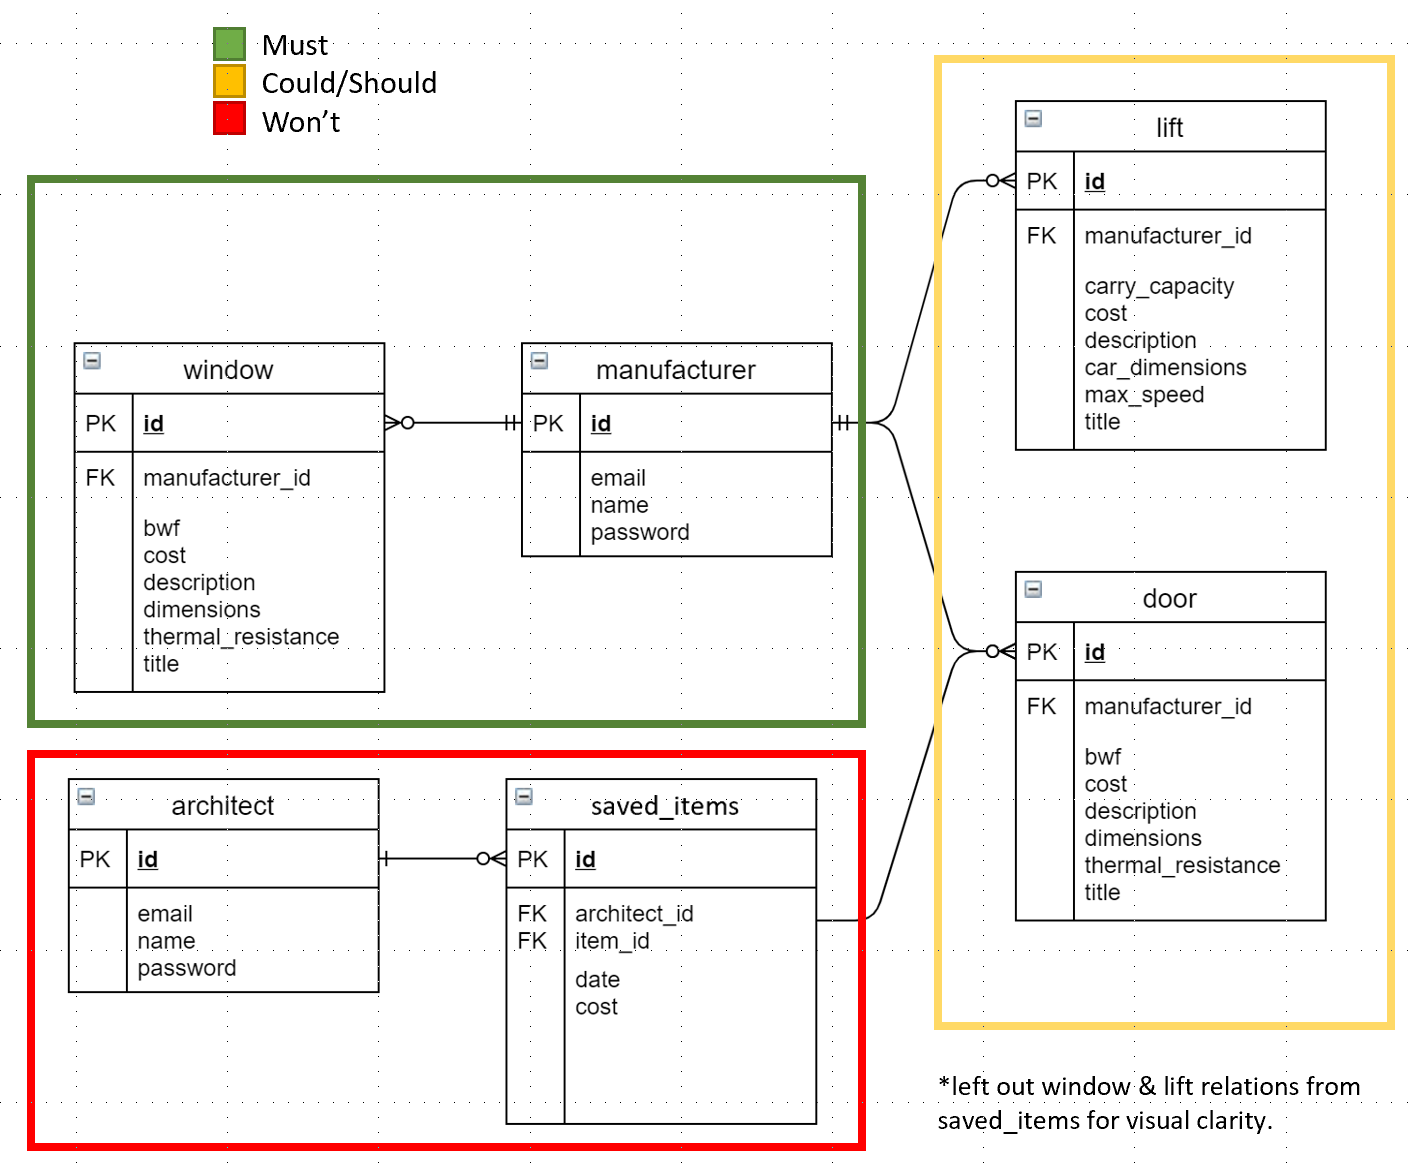 Must
Could/Should
Won't
lift
PK id
FK manufacturer_id
carry_capacity
cost
description
car_dimensions
max_speed
title
window
PK id
FK manufacturer_id
bwf
cost
description
dimensions
thermal_resistance
title
manufacturer
PK id
email
name
password
door
PK id
FK manufacturer_id
bwf
cost
description
dimensions
thermal_resistance
title
architect
PK id
email
name
password
saved_items
PK id
FK architect_id
FK item_id
date
cost
*left out window & lift relations from
saved_items for visual clarity.